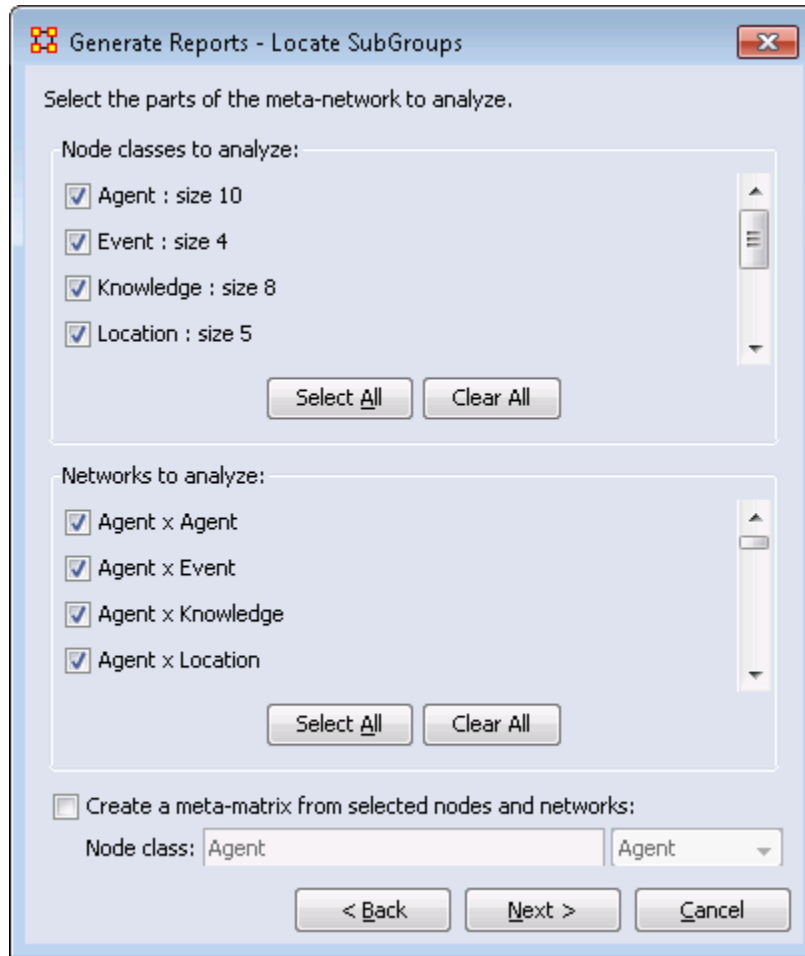 Generate Reports - Locate SubGroups
Select the parts of the meta-network to analyze.
Node classes to analyze:
Agent : size 10
Event : size 4
Knowledge : size 8
Location : size 5
Select All Clear All
Networks to analyze:
Agent x Agent
Agent x Event
Agent x Knowledge
Agent x Location
Select All Clear All
Create a meta-matrix from selected nodes and networks:
Node class: Agent Agent
< Back Next > Cancel